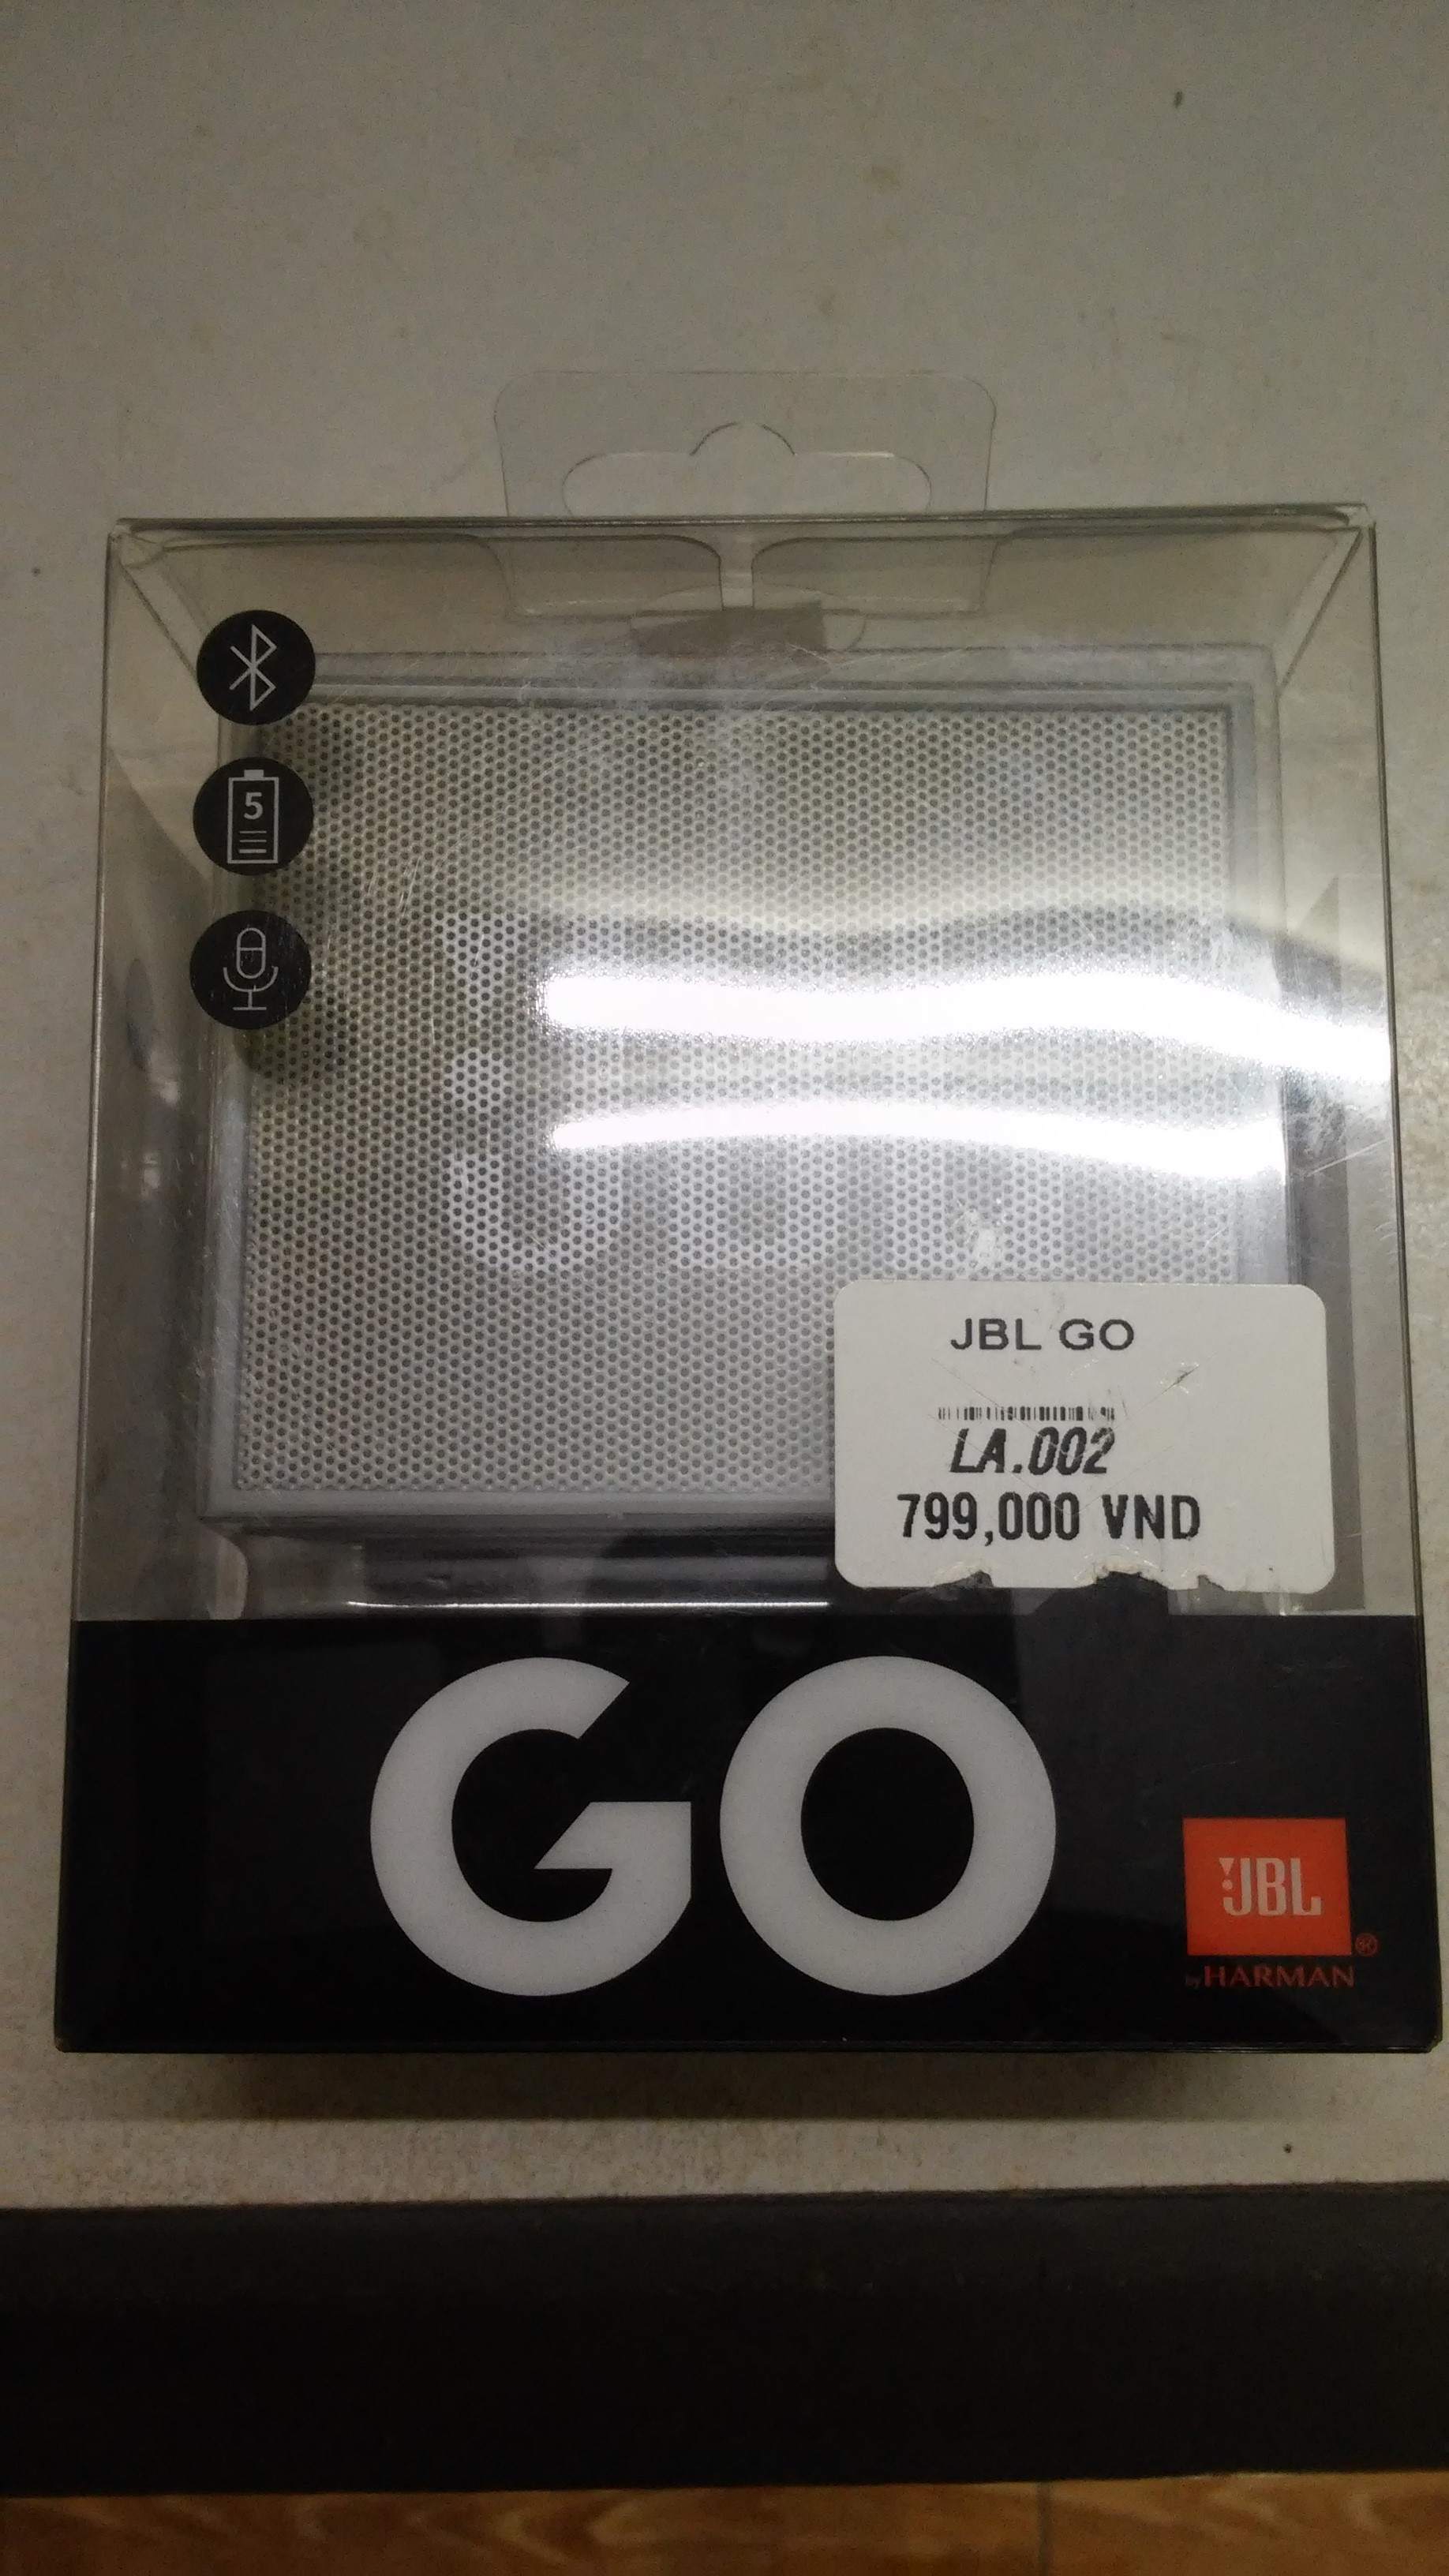 5
JBL GO
LA.002
799,000 VND
GO
JBL®
by HARMAN